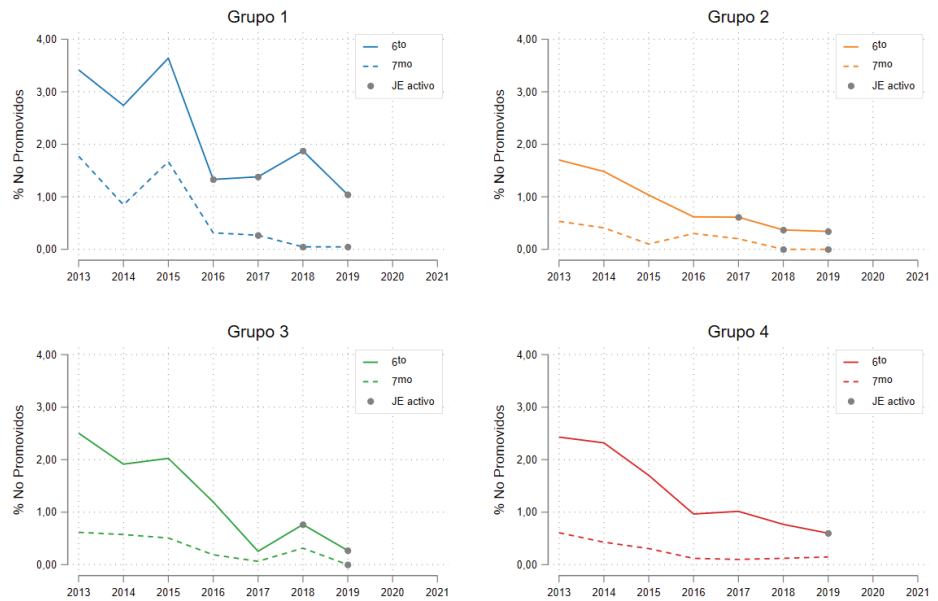 Grupo 1
4,00
3,00
2,00
1,00
0,00
% No Promovidos
6to
7mo
JE activo
2013 2014 2015 2016 2017 2018 2019 2020 2021
Grupo 2
4,00
3,00
2,00
1,00
0,00
% No Promovidos
6to
7mo
JE activo
2013 2014 2015 2016 2017 2018 2019 2020 2021
Grupo 3
4,00
3,00
2,00
1,00
0,00
% No Promovidos
6to
7mo
JE activo
2013 2014 2015 2016 2017 2018 2019 2020 2021
Grupo 4
4,00
3,00
2,00
1,00
0,00
% No Promovidos
6to
7mo
JE activo
2013 2014 2015 2016 2017 2018 2019 2020 2021